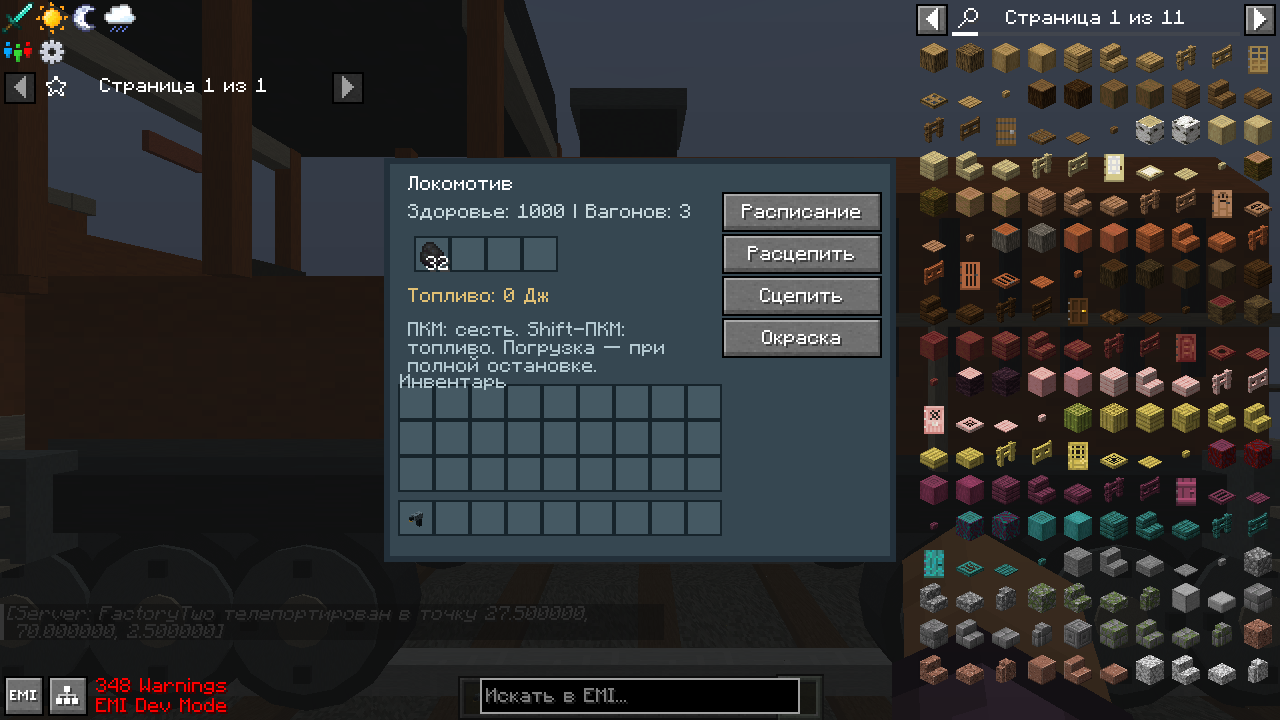 Страница 1 из 11
Страница 1 из 1
Локомотив
Здоровье: 1000 | Вагонов: 3
32
Топливо: 0 Дж
ПКМ: сесть. Shift-ПКМ:
топливо. Погрузка — при
полной остановке.
Инвентарь
Расписание
Расцепить
Сцепить
Окраска
[Server: FactoryTwo телепортирован в точку 27.500000,
70.000000, 2.500000]
EMI
348 Warnings
EMI Dev Mode
Искать в EMI...